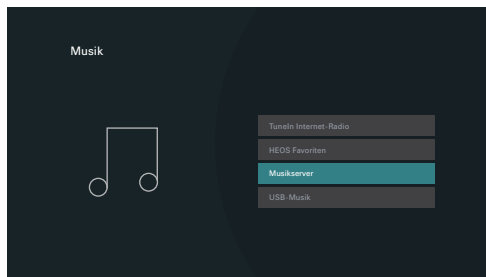 Musik
TuneIn Internet-Radio
HEOS Favoriten
Musikserver
USB-Musik